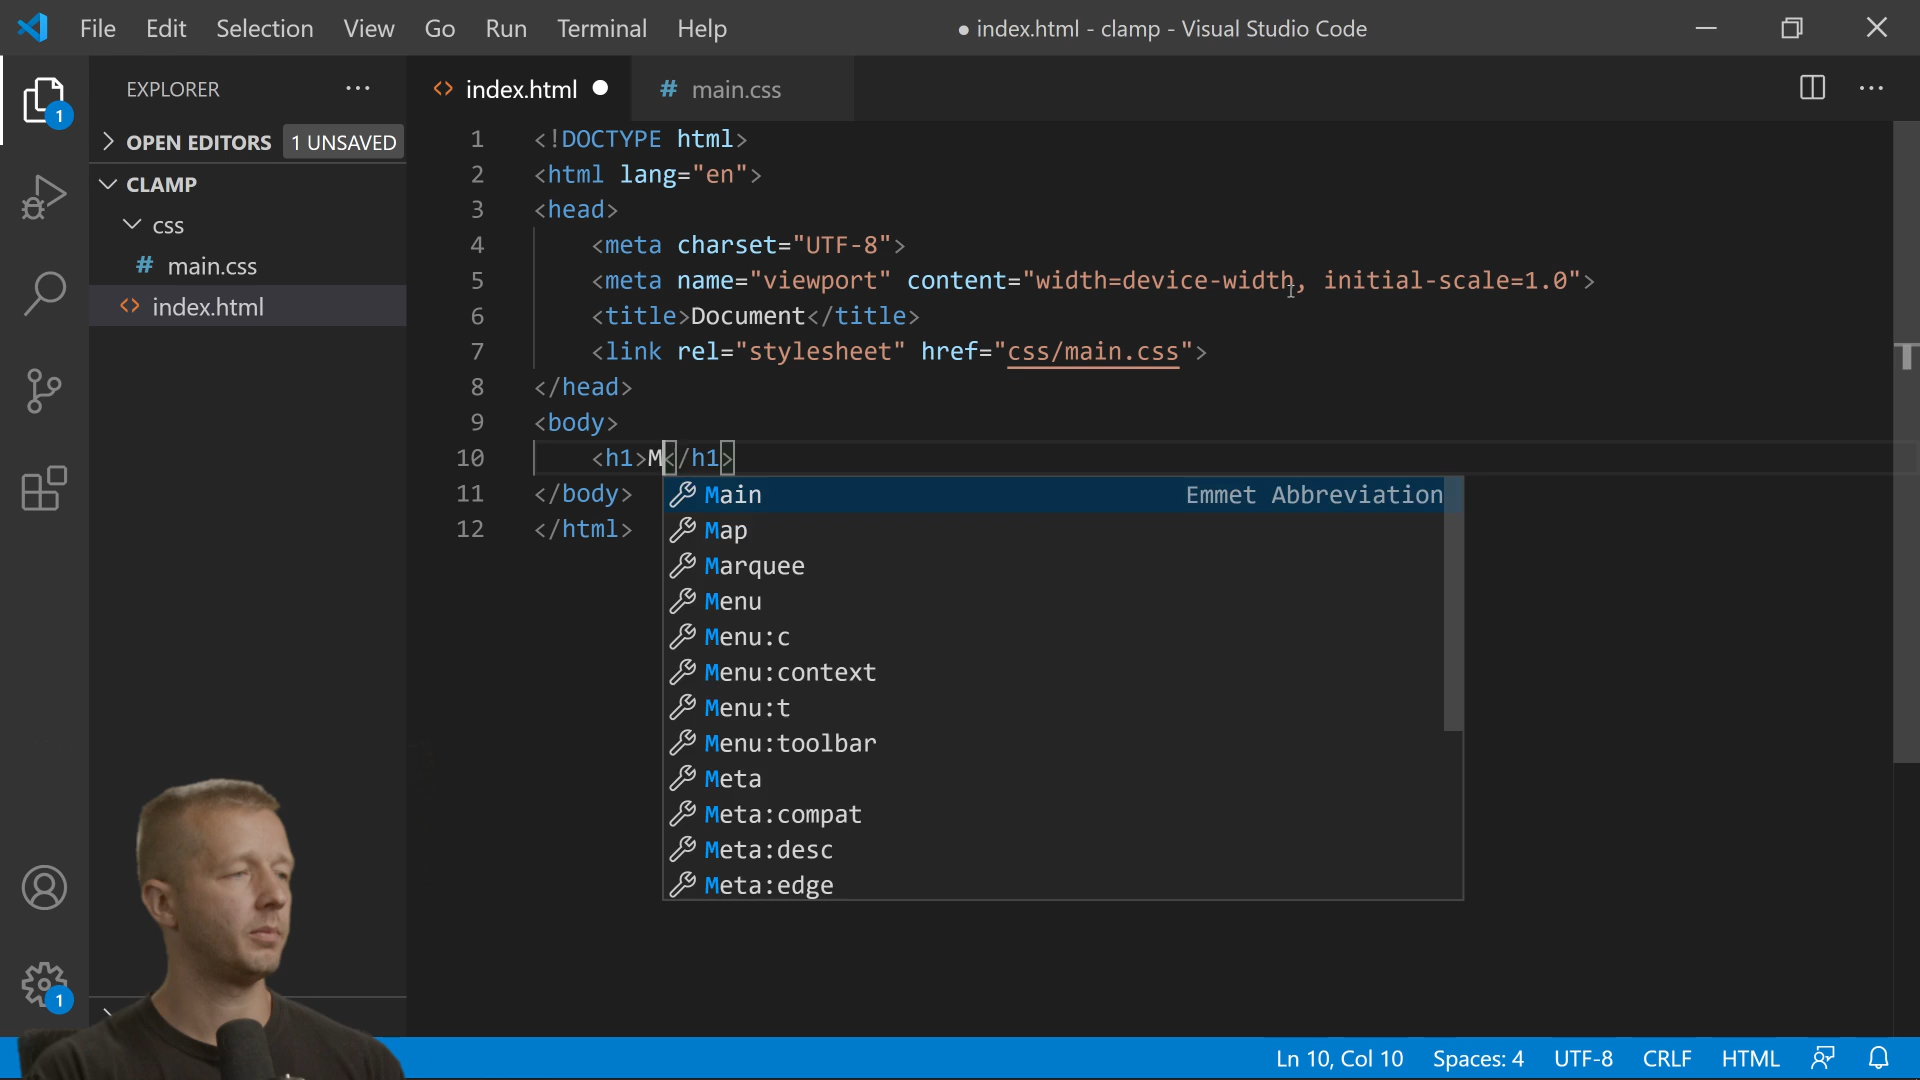 File Edit Selection View Go Run Terminal Help ● index.html - clamp - Visual Studio Code
EXPLORER ···
<> index.html ●
# main.css
1
OPEN EDITORS 1 UNSAVED
CLAMP
css
# main.css
<> index.html
1 <!DOCTYPE html>
2 <html lang="en">
3 <head>
4 <meta charset="UTF-8">
5 <meta name="viewport" content="width=device-width, initial-scale=1.0">
6 <title>Document</title>
7 <link rel="stylesheet" href="css/main.css">
8 </head>
9 <body>
10 <h1>M</h1>
11 </body>
12 </html>
Main Emmet Abbreviation
Map
Marquee
Menu
Menu:c
Menu:context
Menu:t
Menu:toolbar
Meta
Meta:compat
Meta:desc
Meta:edge
1
Ln 10, Col 10 Spaces: 4 UTF-8 CRLF HTML